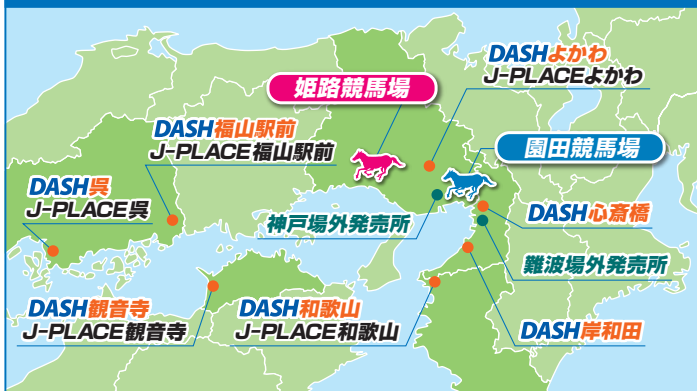 DASHよかわ
J-PLACEよかわ
姫路競馬場
DASH福山駅前
J-PLACE福山駅前
園田競馬場
DASH呉
J-PLACE呉
神戸場外発売所
DASH心斎橋
難波場外発売所
DASH観音寺
J-PLACE観音寺
DASH和歌山
J-PLACE和歌山
DASH岸和田